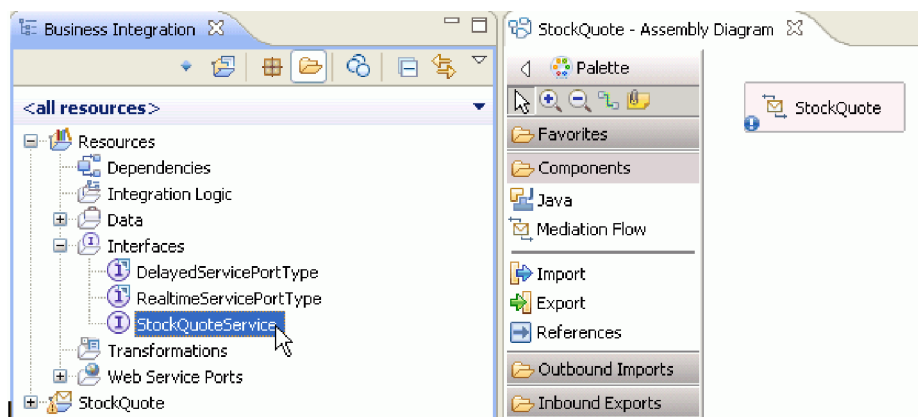 Business Integration
<all resources>
Resources
Dependencies
Integration Logic
Data
Interfaces
DelayedServicePortType
RealtimeServicePortType
StockQuoteService
Transformations
Web Service Ports
StockQuote
StockQuote - Assembly Diagram
Palette
Favorites
Components
Java
Mediation Flow
Import
Export
References
Outbound Imports
Inbound Exports
StockQuote